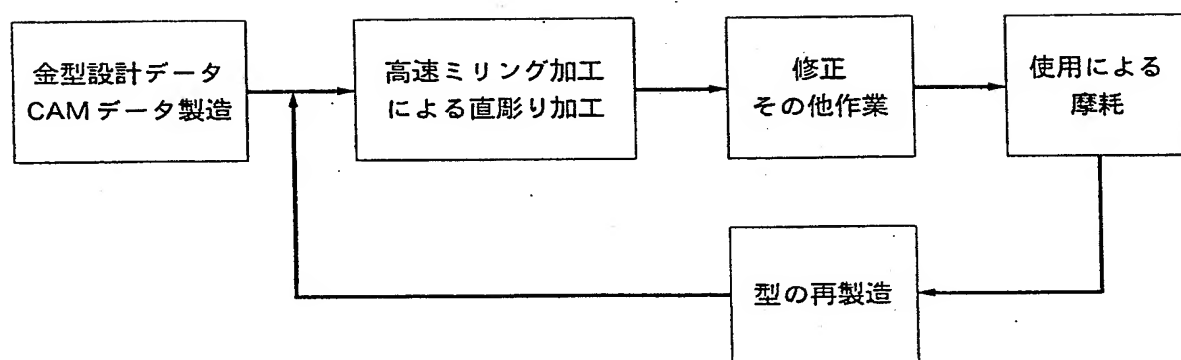 金型設計データ
CAMデータ製造
高速ミリング加工
による直彫り加工
修正
その他作業
使用による
摩耗
型の再製造